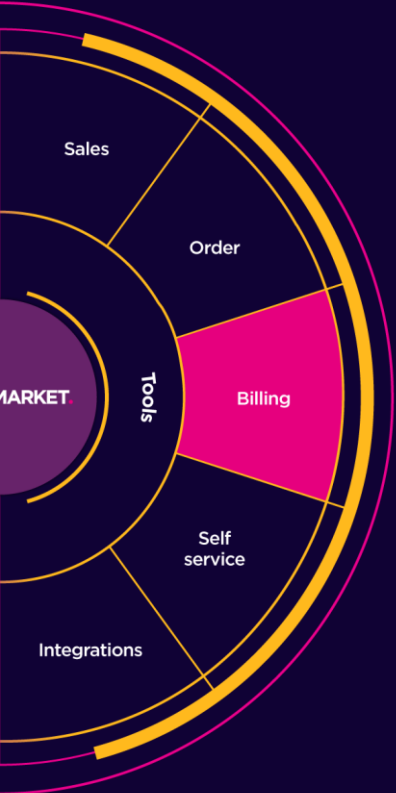 Sales
Order
Tools
MARKET.
Billing
Self
service
Integrations